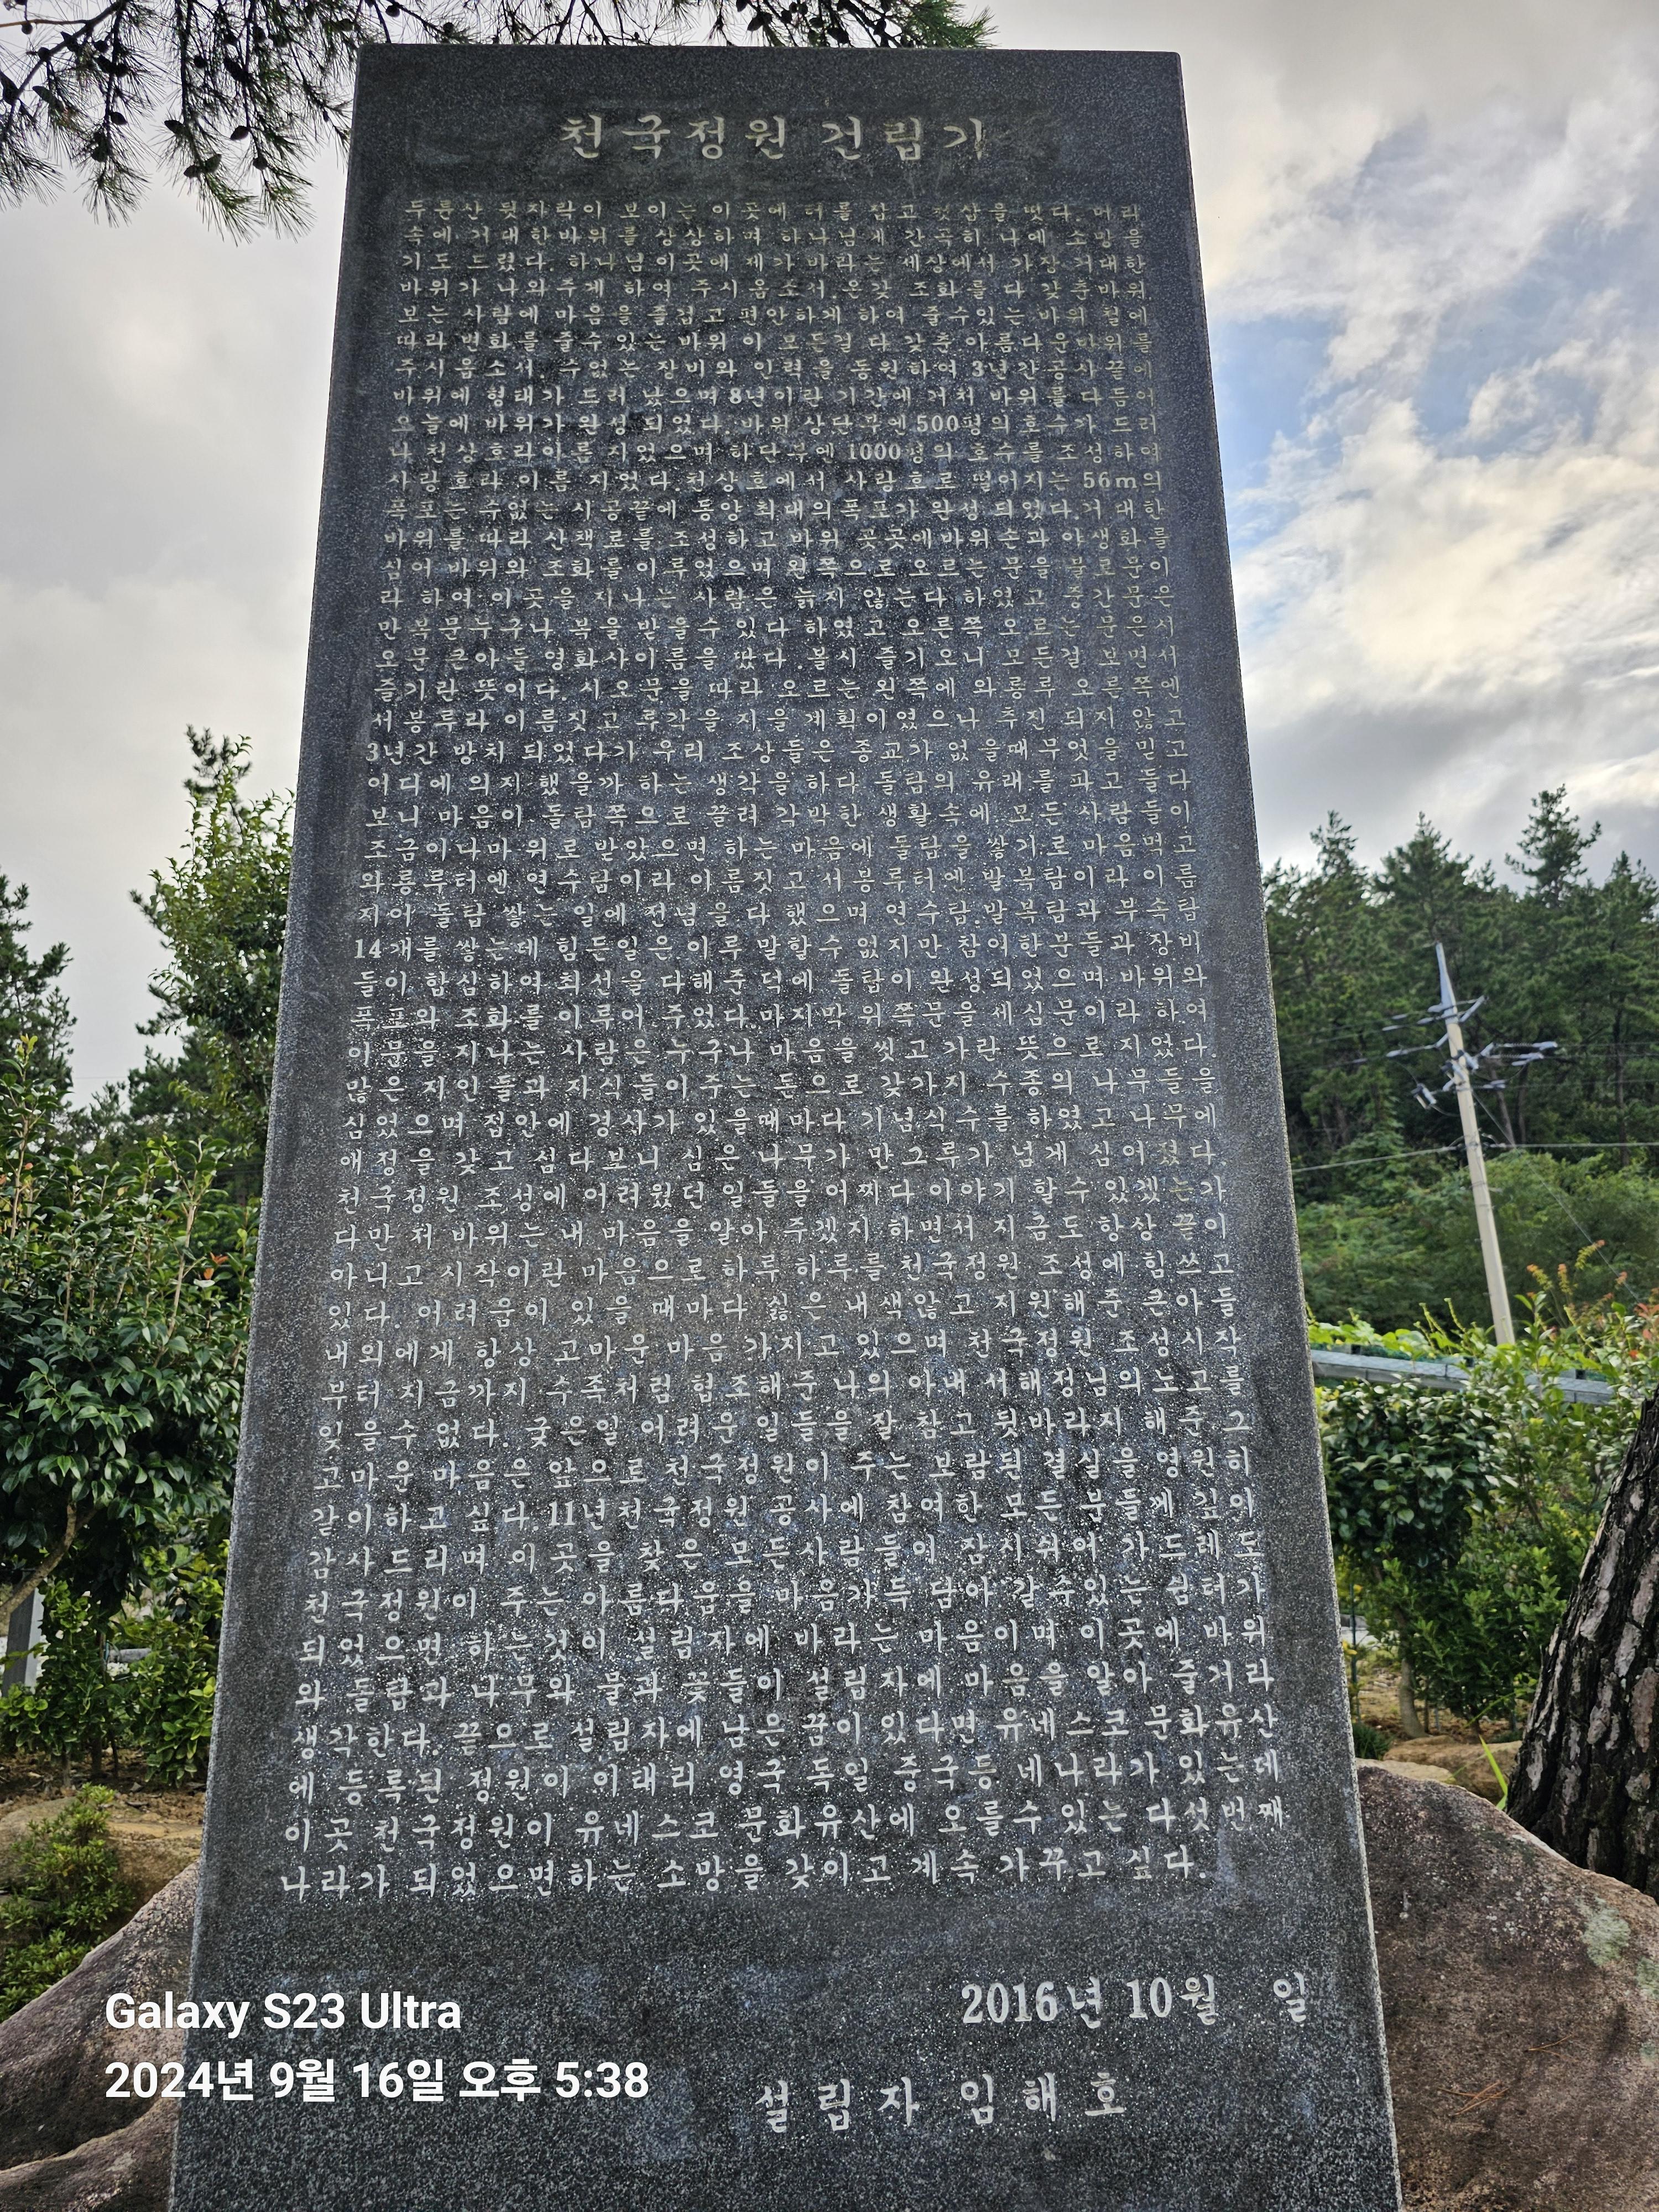 천국정원 건립기
두륜산 뒷자락이 보이는 이 곳에 터를 잡고 첫삽을 떳다. 머리
속에 거대한바위를 상상하며 하나님게 간곡히 나에 소망을
기도 드렸다. 하나님이곳에 제가 바라는 세상에서 가장 거대한
바위가 나와주게 하여 주시옵소서.온갖 조화를 다 갖춘바위
보는 사람에 마음을 즐겁고 편안하게 하여 줄수있는 바위 철에
따라 변화를 줄수 있는 바위 이 모든걸 다 갖춘아름다운바위를
주시옵소서. 수없는 장비와 인력을 동원하여 3년간공사 끝에
바위에 형태가 드러 났으며 8년이란 기간에 거처 바위를 다듬어
오늘에 바위가 완성 되었다. 바위 상단부엔 500평의 호수가 드러
나 천상호라이름 지었으며 하단부엔 1000평의 호수를 조성하여
사랑호라 이름 지었다.천상호에서 사랑호로 떨어지는 56m의
폭포는 수없는 시공끝에 동양최대의폭포가 완성 되었다.거대한
바위를 따라 산책로를 조성하고 바위 곳곳에바위손과 야생화를
심어 바위와 조화를 이루었으며 왼쪽으로 오르는문을 불로문이
라 하여 이곳을 지나는 사람은 늙지 않는다 하였고 중간문은
만복문누구나 복을 받을수 있다 하였고 오른쪽 오르는 문은서
오문큰아들 영화사이름을 땄다. 볼시 즐기오니 모든걸 보면서
즐기란 뜻이다. 시오문을 따라 오르는 왼쪽에 와룡루 오른쪽엔
서봉루라 이름짓고 루각을 지을 계획이였으나 추진 되지 않고
3년간 방치 되었다가 우리 조상들은 종교가 없을때무엇을 믿고
어디에 의지했을까 하는 생각을하다 돌탑의 유래를 파고 들다
보니 마음이 돌탑쪽으로 끌려 각박한 생활속에 모든사람들이
조금이나마 위로 받았으면 하는 마음에 돌탑을 쌓기로 마음먹고
와룡루터엔 연수탑이라 이름짓고 서봉루터엔 발복탑이라 이름
지어 돌탑 쌓는 일에 전념을 다했으며 연수탑.발복탑과 부속탑
14개를 쌓는데 힘든일은이루 말할수 없지만 참여한분들과 장비
들이 합심하여 최선을 다해준덕에 돌탑이 완성되었으며 바위와
폭포와 조화를 이루어 주었다.마지막 위쪽문을 세심문이라 하여
이문을 지나는 사람은 누구나 마음을 씻고 가란 뜻으로 지었다.
많은 지인들과 자식들이주는 돈으로 갖가지 수종의 나무들을
심었으며 집안에 경사가 있을때마다 기념식수를 하였고 나무에
애정을 갖고 심다보니 심은 나무가 만그루가 넘게 심어졌다.
천국정원 조성에 어려웠던 일들을어찌다 이야기 할수 있겠는가
다만 저 바위는 내 마음을 알아 주겠지 하면서 지금도 항상 끝이
아니고 시작이란 마음으로 하루 하루를 천국정원 조성에 힘쓰고
있다. 어려움이 있을 때마다 싫은 내색않고 지원해준 큰아들
내외에게 항상 고마운 마음 가지고 있으며 천국정원 조성시작
부터 지금까지 수족처럼 협조해준 나의 아내 서해정님의노고를
잊을수 없다. 궂은일 어려운 일들을잘 참고 뒷바라지 해준 그
고마운 마음은 앞으로 천국정원이 주는 보람된 결실을 영원히
같이하고 싶다.11년천국정원 공사에 참여한 모든 분들께 깊이
감사드리며 이곳을 찾은 모든사람들이 잠시쉬어 가드레도
천국정원이 주는 아름다움을 마음가득담아 갈수있는 쉼터가
되었으면 하는것이 설립자에 바라는 마음이며 이곳에 바위
와 돌탑과 나무와 물과 꽃들이 설립자에 마음을 알아 줄거라
생각한다. 끝으로 설립자에 남은 꿈이 있다면 유네스코 문화유산
에 등록된 정원이 이태리 영국 독일 중국등 네나라가 있는데
이곳 천국정원이 유네스코 문화유산에 오를수 있는 다섯번째
나라가 되었으면하는 소망을 갖이고 계속 가꾸고 싶다.
2016년 10월 일
설립자 임해호
Galaxy S23 Ultra
2024년 9월 16일 오후 5:38